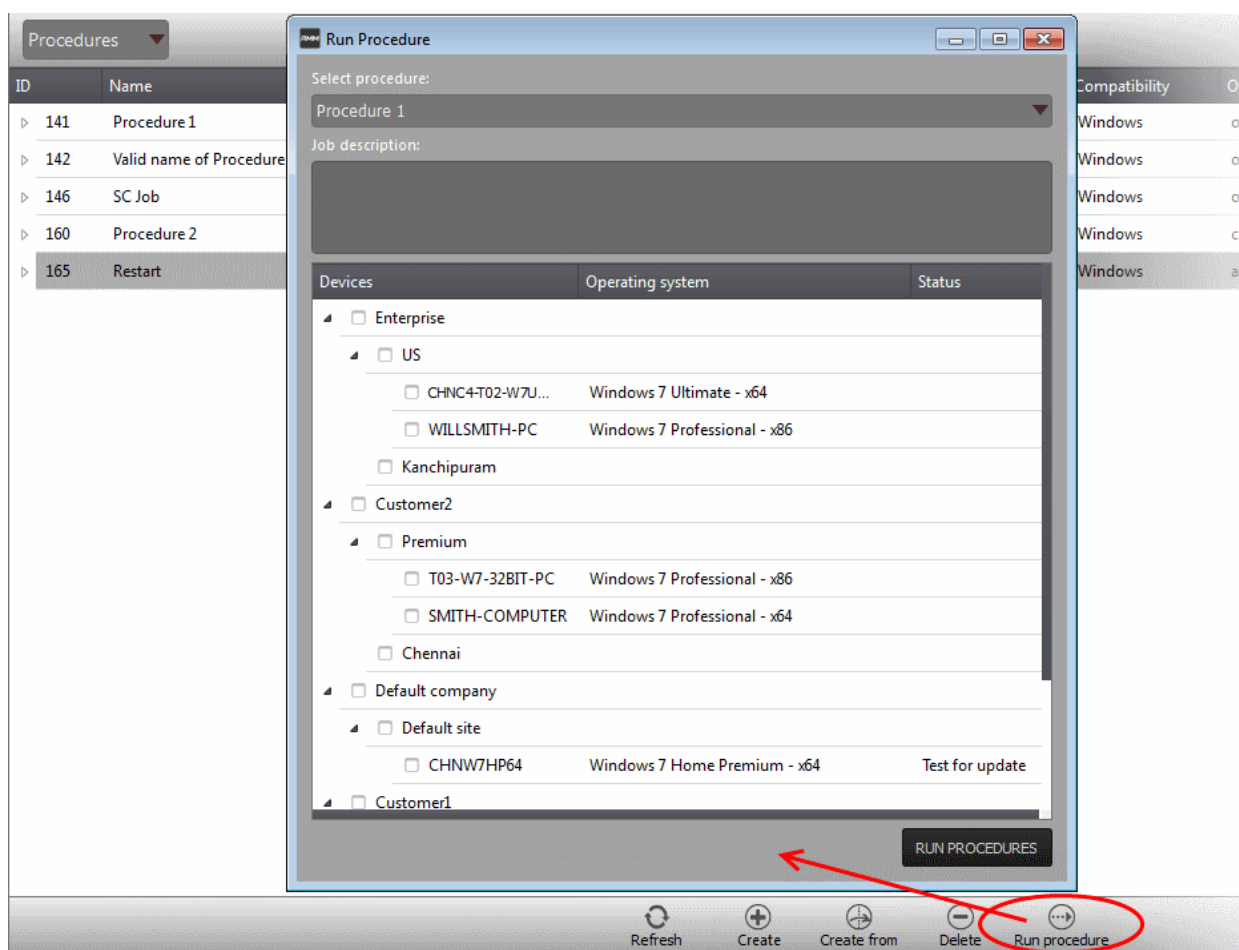 Procedures
ID Name Compatibility O
141 Procedure 1 Windows o
142 Valid name of Procedure Windows o
146 SC Job Windows o
160 Procedure 2 Windows c
165 Restart Windows a
RMM Run Procedure
Select procedure:
Procedure 1
Job description:
Devices Operating system Status
Enterprise
US
CHNC4-T02-W7U... Windows 7 Ultimate - x64
WILLSMITH-PC Windows 7 Professional - x86
Kanchipuram
Customer2
Premium
T03-W7-32BIT-PC Windows 7 Professional - x86
SMITH-COMPUTER Windows 7 Professional - x64
Chennai
Default company
Default site
CHNW7HP64 Windows 7 Home Premium - x64 Test for update
Customer1
RUN PROCEDURES
Refresh Create Create from Delete Run procedure